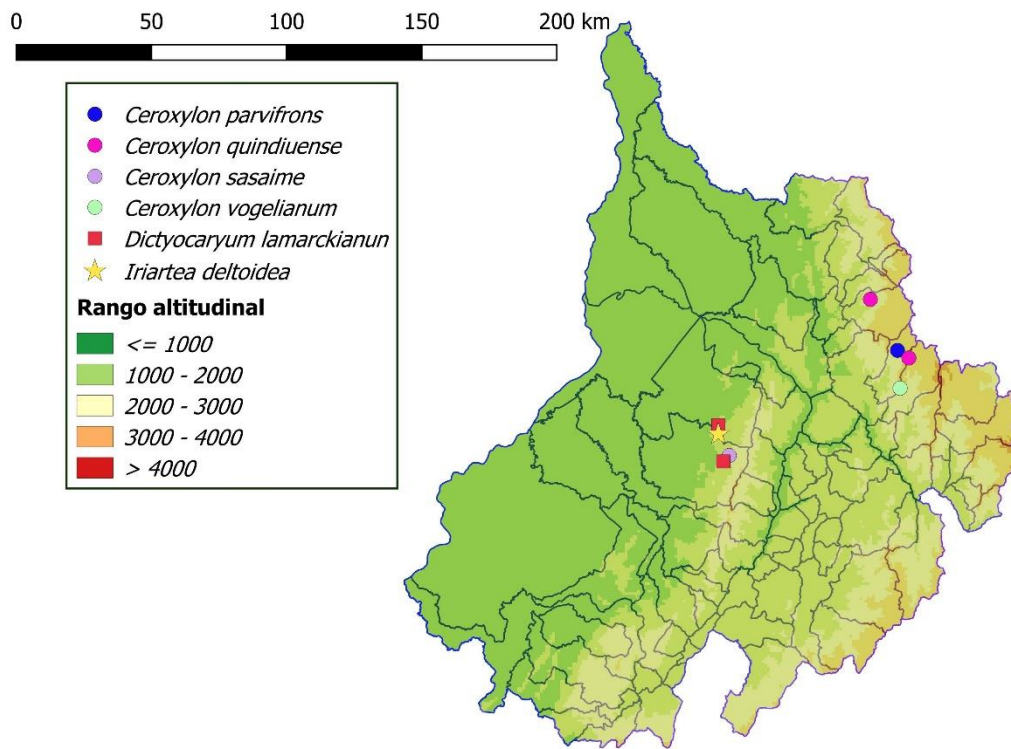 0 50 100 150 200 km
Ceroxylon parvifrons
Ceroxylon quindiuense
Ceroxylon sasaime
Ceroxylon vogelianum
Dictyocaryum lamarckianun
Iriartea deltoidea
Rango altitudinal
<= 1000
1000 - 2000
2000 - 3000
3000 - 4000
> 4000